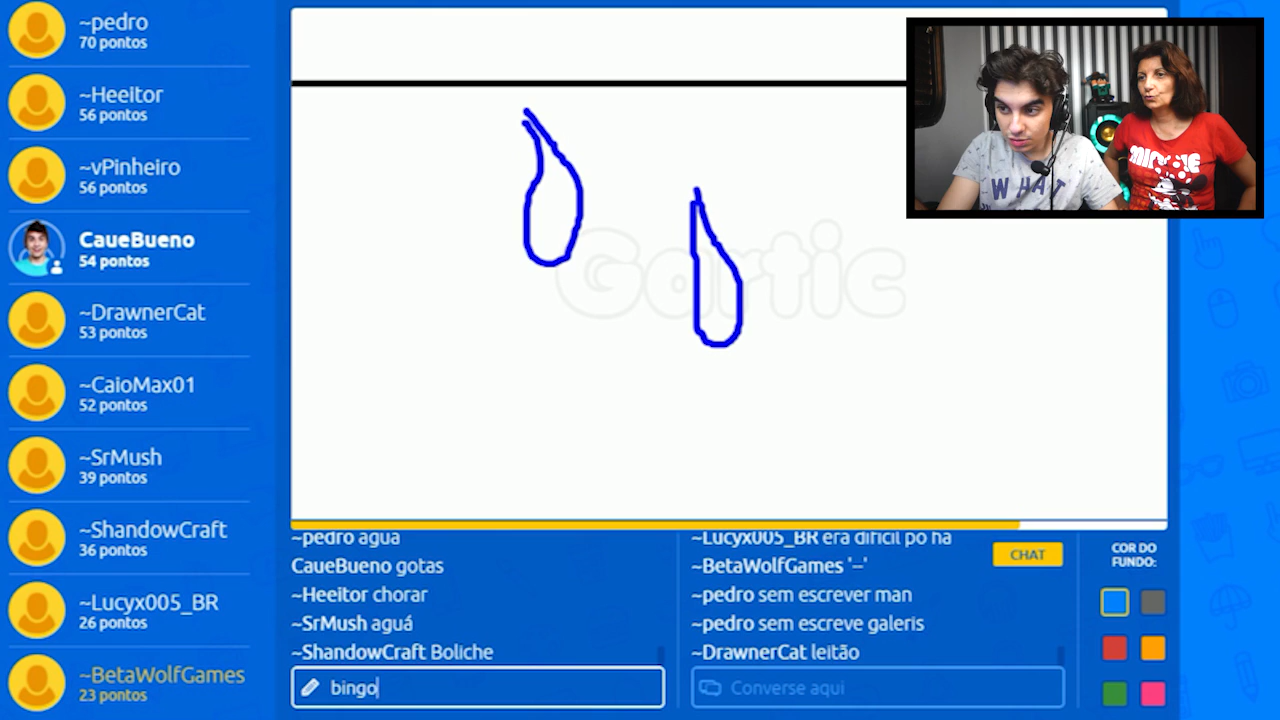 ~pedro
70 pontos
~Heeitor
56 pontos
~vPinheiro
56 pontos
CaueBueno
54 pontos
~DrawnerCat
53 pontos
~CaioMax01
52 pontos
~SrMush
39 pontos
~ShandowCraft
36 pontos
~Lucyx005_BR
26 pontos
~BetaWolfGames
23 pontos
Gartic
WHAT
~pedro agua
CaueBueno gotas
~Heeitor chorar
~SrMush aguá
~ShandowCraft Boliche
bingo
~Lucyx005_BR era dificil po ha
~BetaWolfGames '--'
~pedro sem escrever man
~pedro sem escreve galeris
~DrawnerCat leitão
Converse aqui
CHAT
COR DO
FUNDO: